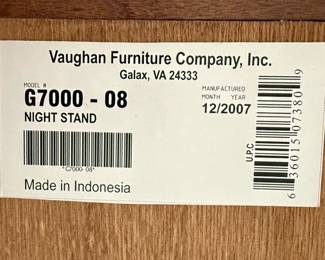 Vaughan Furniture Company, Inc.
Galax, VA 24333
MODEL #
G7000 - 08
NIGHT STAND
MANUFACTURED
MONTH YEAR
12/2007
*G7000-08*
Made in Indonesia
U.P.C
6 36015 07380 9